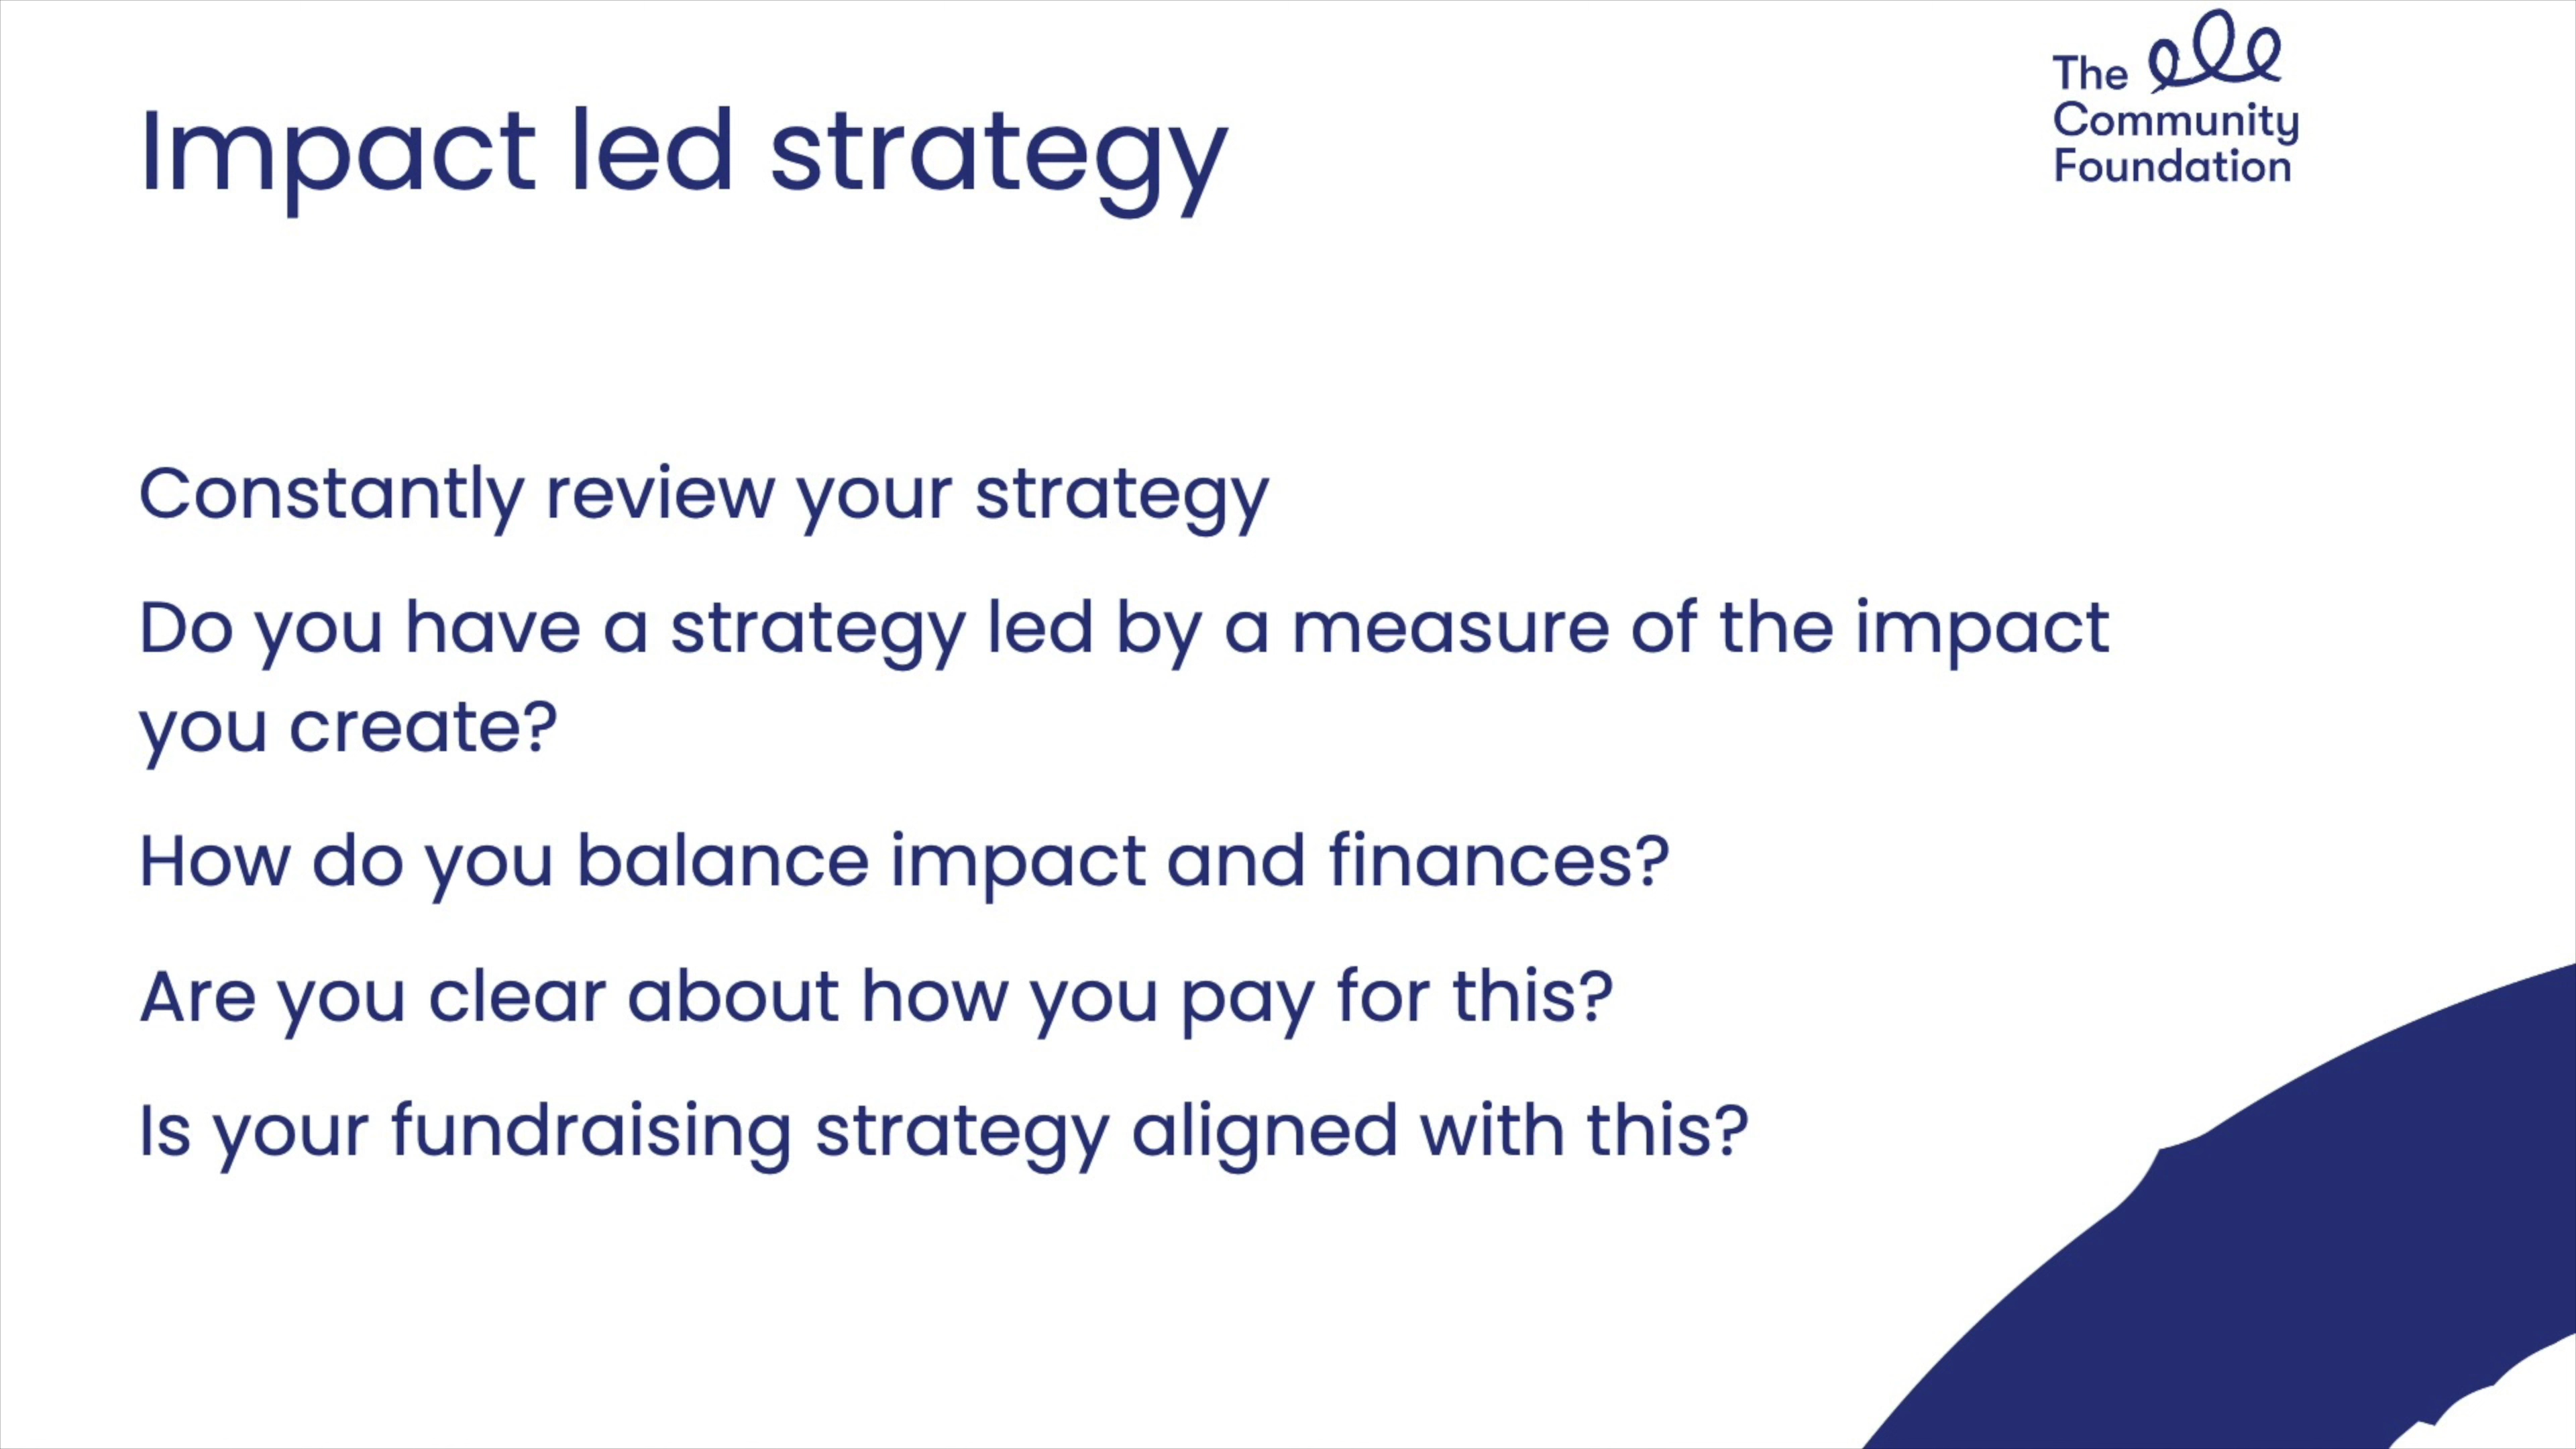 The
Community
Foundation
Impact led strategy
Constantly review your strategy
Do you have a strategy led by a measure of the impact
you create?
How do you balance impact and finances?
Are you clear about how you pay for this?
Is your fundraising strategy aligned with this?